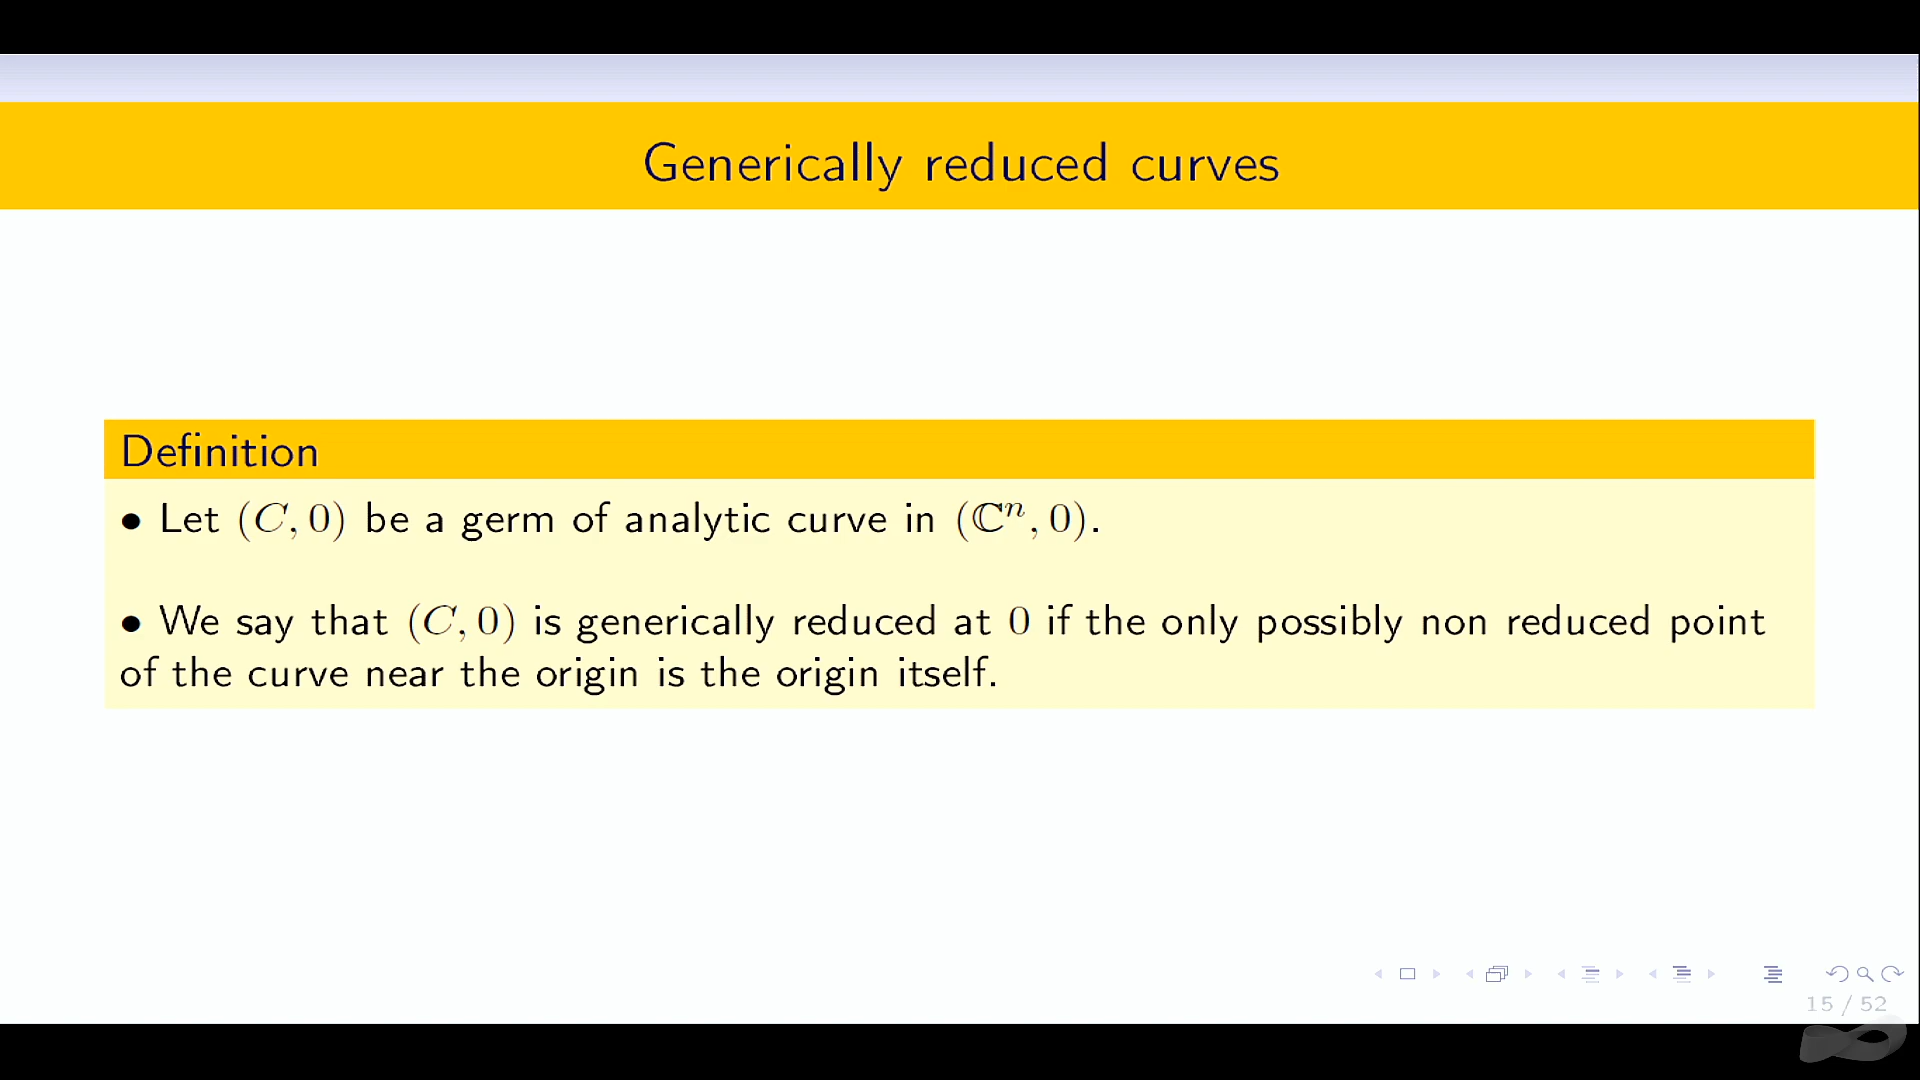 Generically reduced curves
Definition
• Let (C, 0) be a germ of analytic curve in (ℂⁿ, 0).
• We say that (C, 0) is generically reduced at 0 if the only possibly non reduced point
of the curve near the origin is the origin itself.
15 / 52